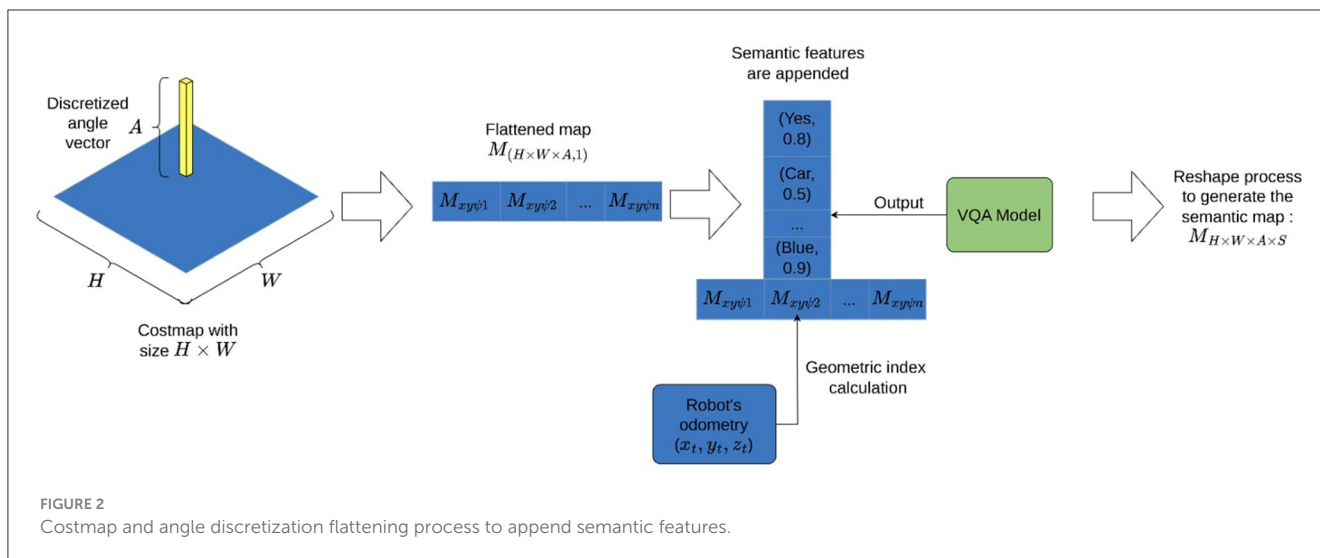 Discretized
angle
vector
A
H
W
Costmap with
size H × W
Flattened map
M(H×W×A,1)
Mxyψ1 Mxyψ2 ... Mxyψn
Semantic features
are appended
(Yes,
0.8)
(Car,
0.5)
...
(Blue,
0.9)
Mxyψ1 Mxyψ2 ... Mxyψn
Output
VQA Model
Geometric index
calculation
Robot's
odometry
(xt, yt, zt)
Reshape process
to generate the
semantic map :
MH×W×A×S
FIGURE 2
Costmap and angle discretization flattening process to append semantic features.